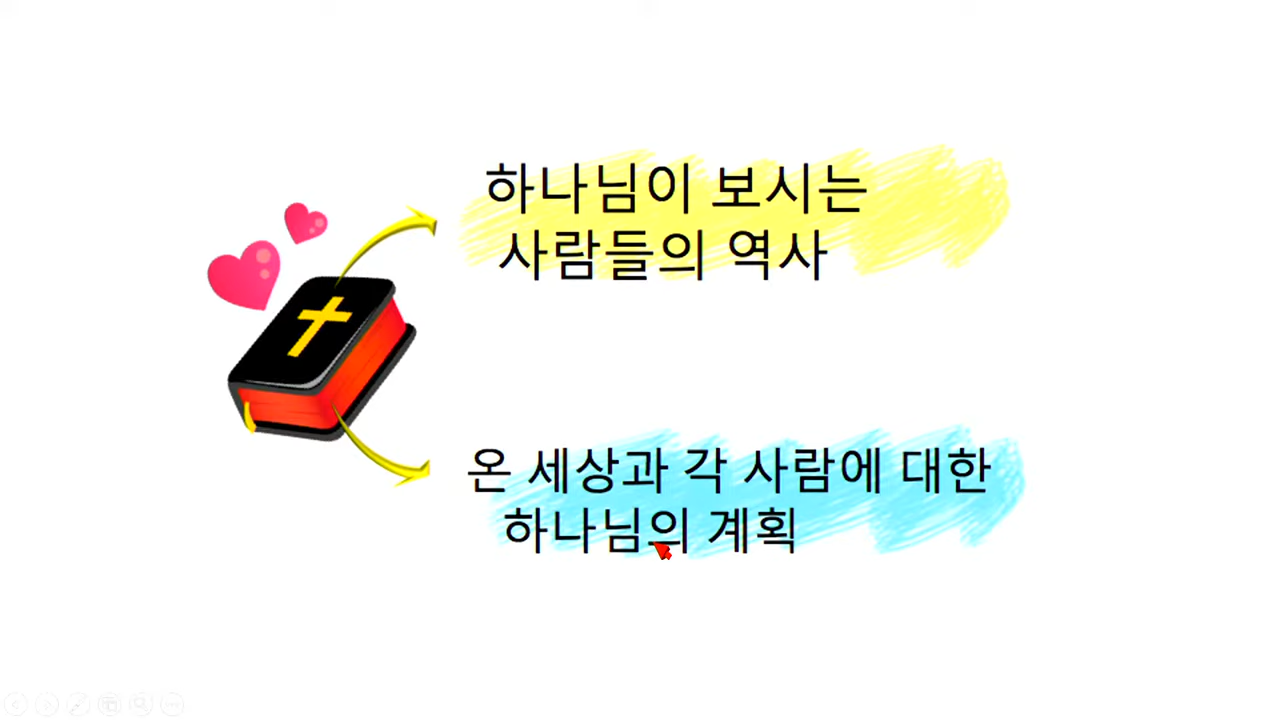 하나님이 보시는
사람들의 역사
온 세상과 각 사람에 대한
하나님의 계획